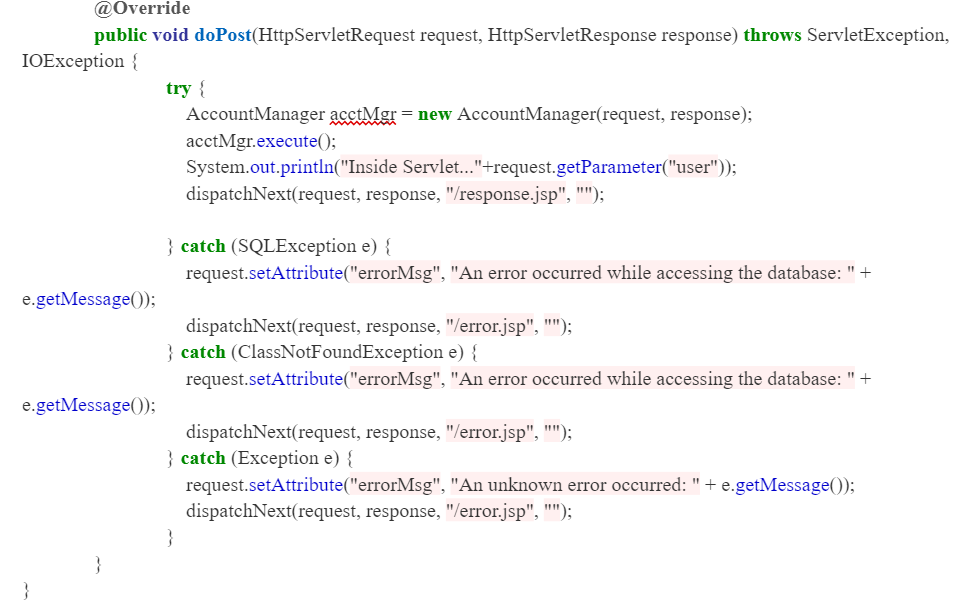 @Override
public void doPost(HttpServletRequest request, HttpServletResponse response) throws ServletException,
IOException {
try {
AccountManager acctMgr = new AccountManager(request, response);
acctMgr.execute();
System.out.println("Inside Servlet..."+request.getParameter("user"));
dispatchNext(request, response, "/response.jsp", "");
} catch (SQLException e) {
request.setAttribute("errorMsg", "An error occurred while accessing the database: " +
e.getMessage());
dispatchNext(request, response, "/error.jsp", "");
} catch (ClassNotFoundException e) {
request.setAttribute("errorMsg", "An error occurred while accessing the database: " +
e.getMessage());
dispatchNext(request, response, "/error.jsp", "");
} catch (Exception e) {
request.setAttribute("errorMsg", "An unknown error occurred: " + e.getMessage());
dispatchNext(request, response, "/error.jsp", "");
}
}
}